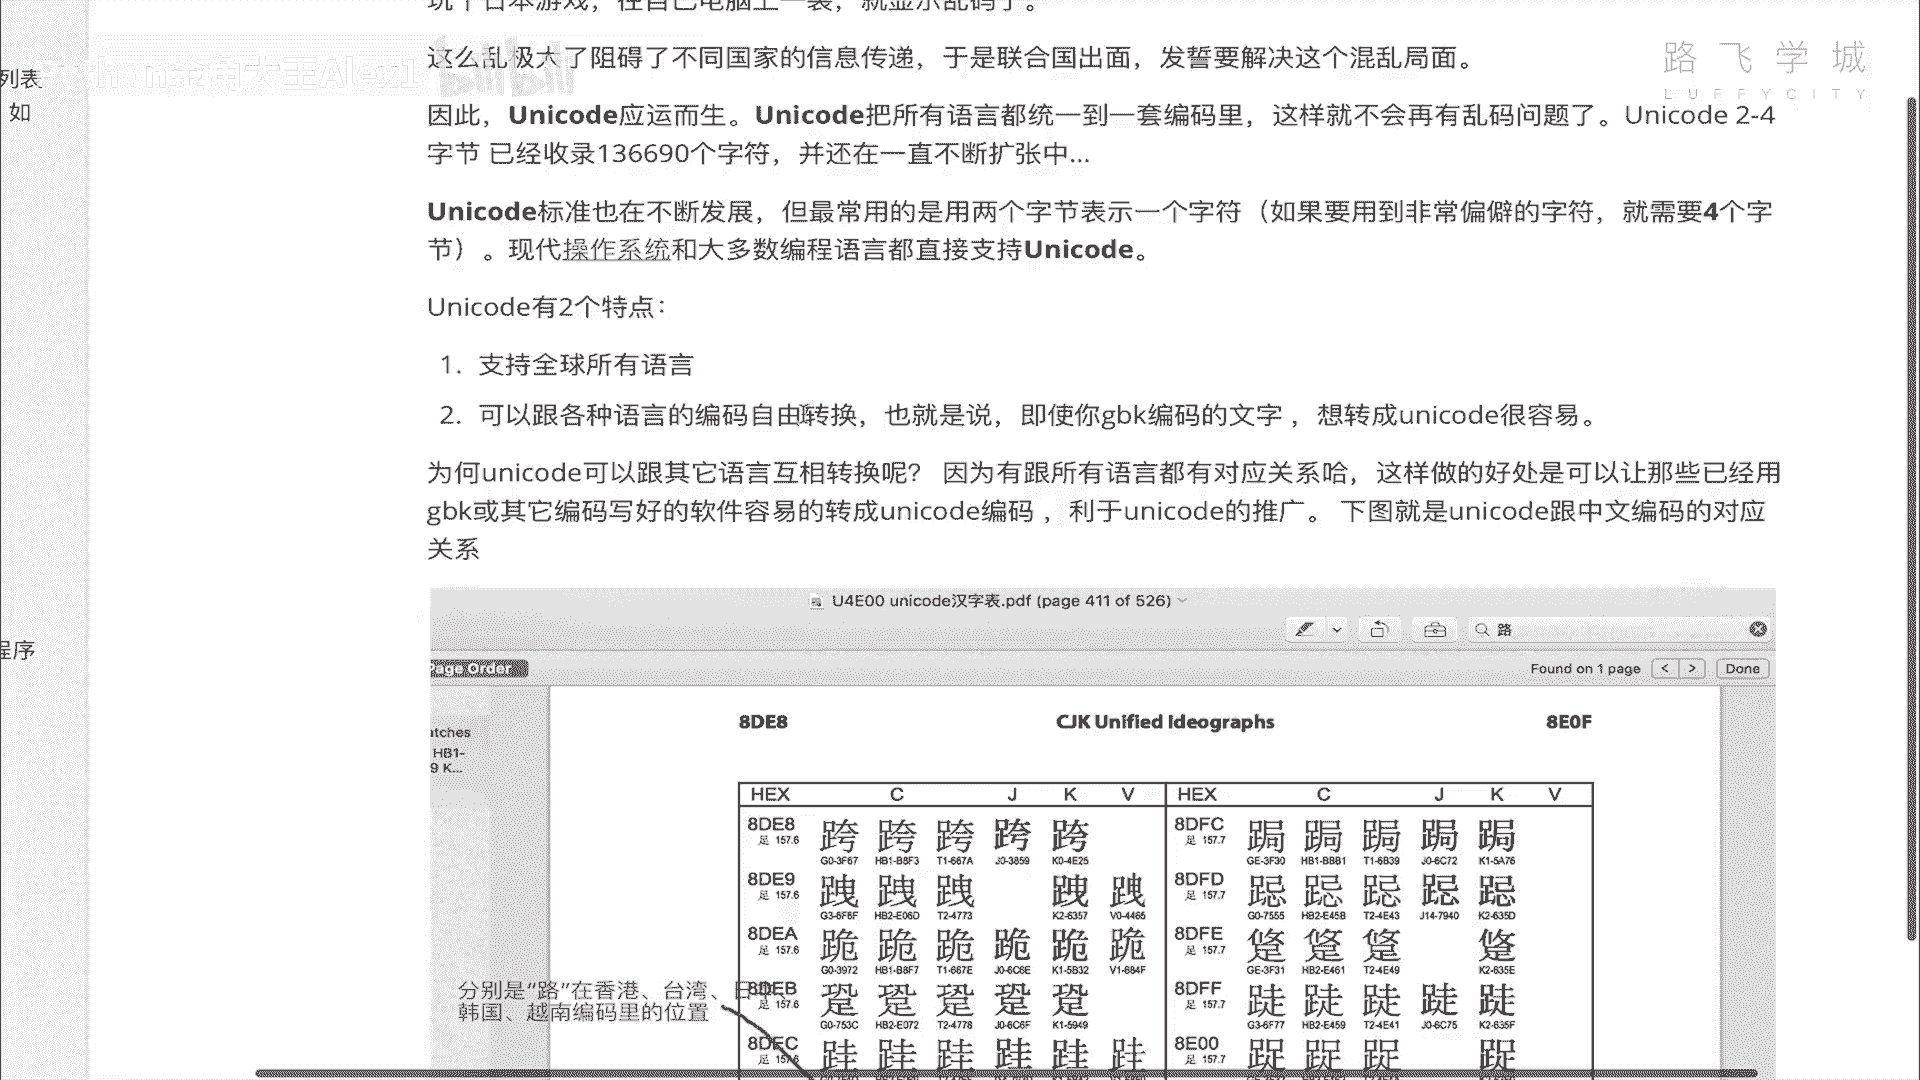 玩个日本游戏，在自己电脑上一装，就显示乱码了。
这么乱极大了阻碍了不同国家的信息传递，于是联合国出面，发誓要解决这个混乱局面。
路飞学城
LUFFYCITY
列表
如
因此，Unicode应运而生。Unicode把所有语言都统一到一套编码里，这样就不会再有乱码问题了。Unicode 2-4
字节 已经收录136690个字符，并还在一直不断扩张中...
Unicode标准也在不断发展，但最常用的是用两个字节表示一个字符（如果要用到非常偏僻的字符，就需要4个字
节）。现代操作系统和大多数编程语言都直接支持Unicode。
Unicode有2个特点：
1. 支持全球所有语言
2. 可以跟各种语言的编码自由转换，也就是说，即使你gbk编码的文字 ，想转成unicode很容易。
为何unicode可以跟其它语言互相转换呢？ 因为有跟所有语言都有对应关系哈，这样做的好处是可以让那些已经用
gbk或其它编码写好的软件容易的转成unicode编码 ，利于unicode的推广。 下图就是unicode跟中文编码的对应
关系
程序
U4E00 unicode汉字表.pdf (page 411 of 526)
路
Page Order
Found on 1 page < > Done
8DE8 CJK Unified Ideographs 8E0F
atches
HB1-
9 K...
HEX C J K V HEX C J K V
8DE8 跨 跨 跨 跨 跨 8DFC 跼 跼 跼 跼 跼
足 157.6 G0-3F67 HB1-B8F3 T1-667A J0-3859 K0-4E25 足 157.7 GE-3F30 HB1-BBB1 T1-6B39 J0-6C72 K1-5A76
8DE9 跩 跩 跩 跩 跩 8DFD 跽 跽 跽 跽 跽
足 157.6 G3-6F6F HB2-E06D T2-4773 K2-6357 V0-4465 足 157.7 G0-7555 HB2-E45B T2-4E43 J14-7940 K2-635D
8DEA 跪 跪 跪 跪 跪 跪 8DFE 跾 跾 跾 跾
足 157.6 G0-3972 HB1-B8F7 T1-667E J0-6C6E K1-5B32 V1-684F 足 157.7 GE-3F31 HB2-E461 T2-4E49 K2-635E
8DEB 跫 跫 跫 跫 跫 8DFF 跿 跿 跿 跿 跿
足 157.6 G0-753C HB2-E072 T2-4778 J0-6C6F K1-5949 足 157.7 G3-6F77 HB2-E459 T2-4E41 J0-6C75 K2-635F
分别是“路”在香港、台湾、日本、
韩国、越南编码里的位置
8DEC 跬 跬 跬 跬 跬 跬 8E00 踀 踀 踀 踀
足 157.6 足 157.7